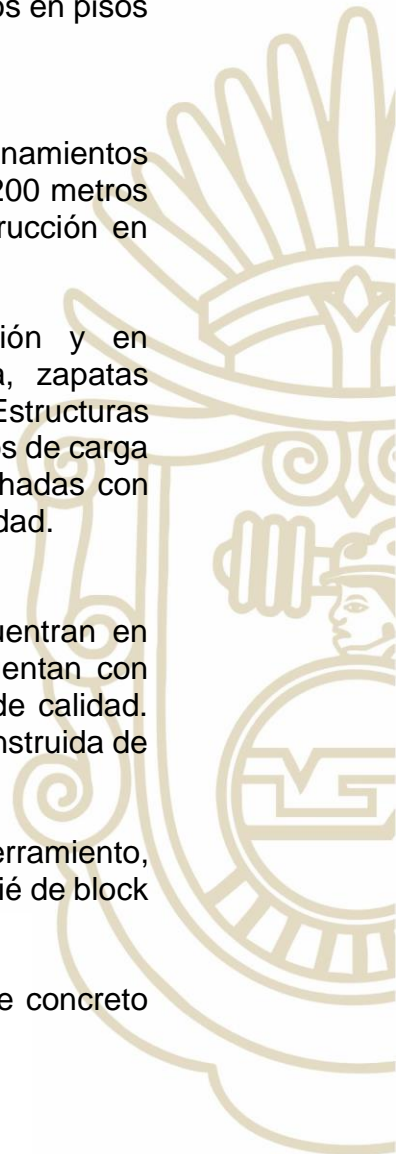 os en pisos
namientos
200 metros
rucción en
ión y en
a, zapatas
Estructuras
os de carga
hadas con
dad.
uentran en
entan con
de calidad.
nstruida de
erramiento,
ié de block
e concreto